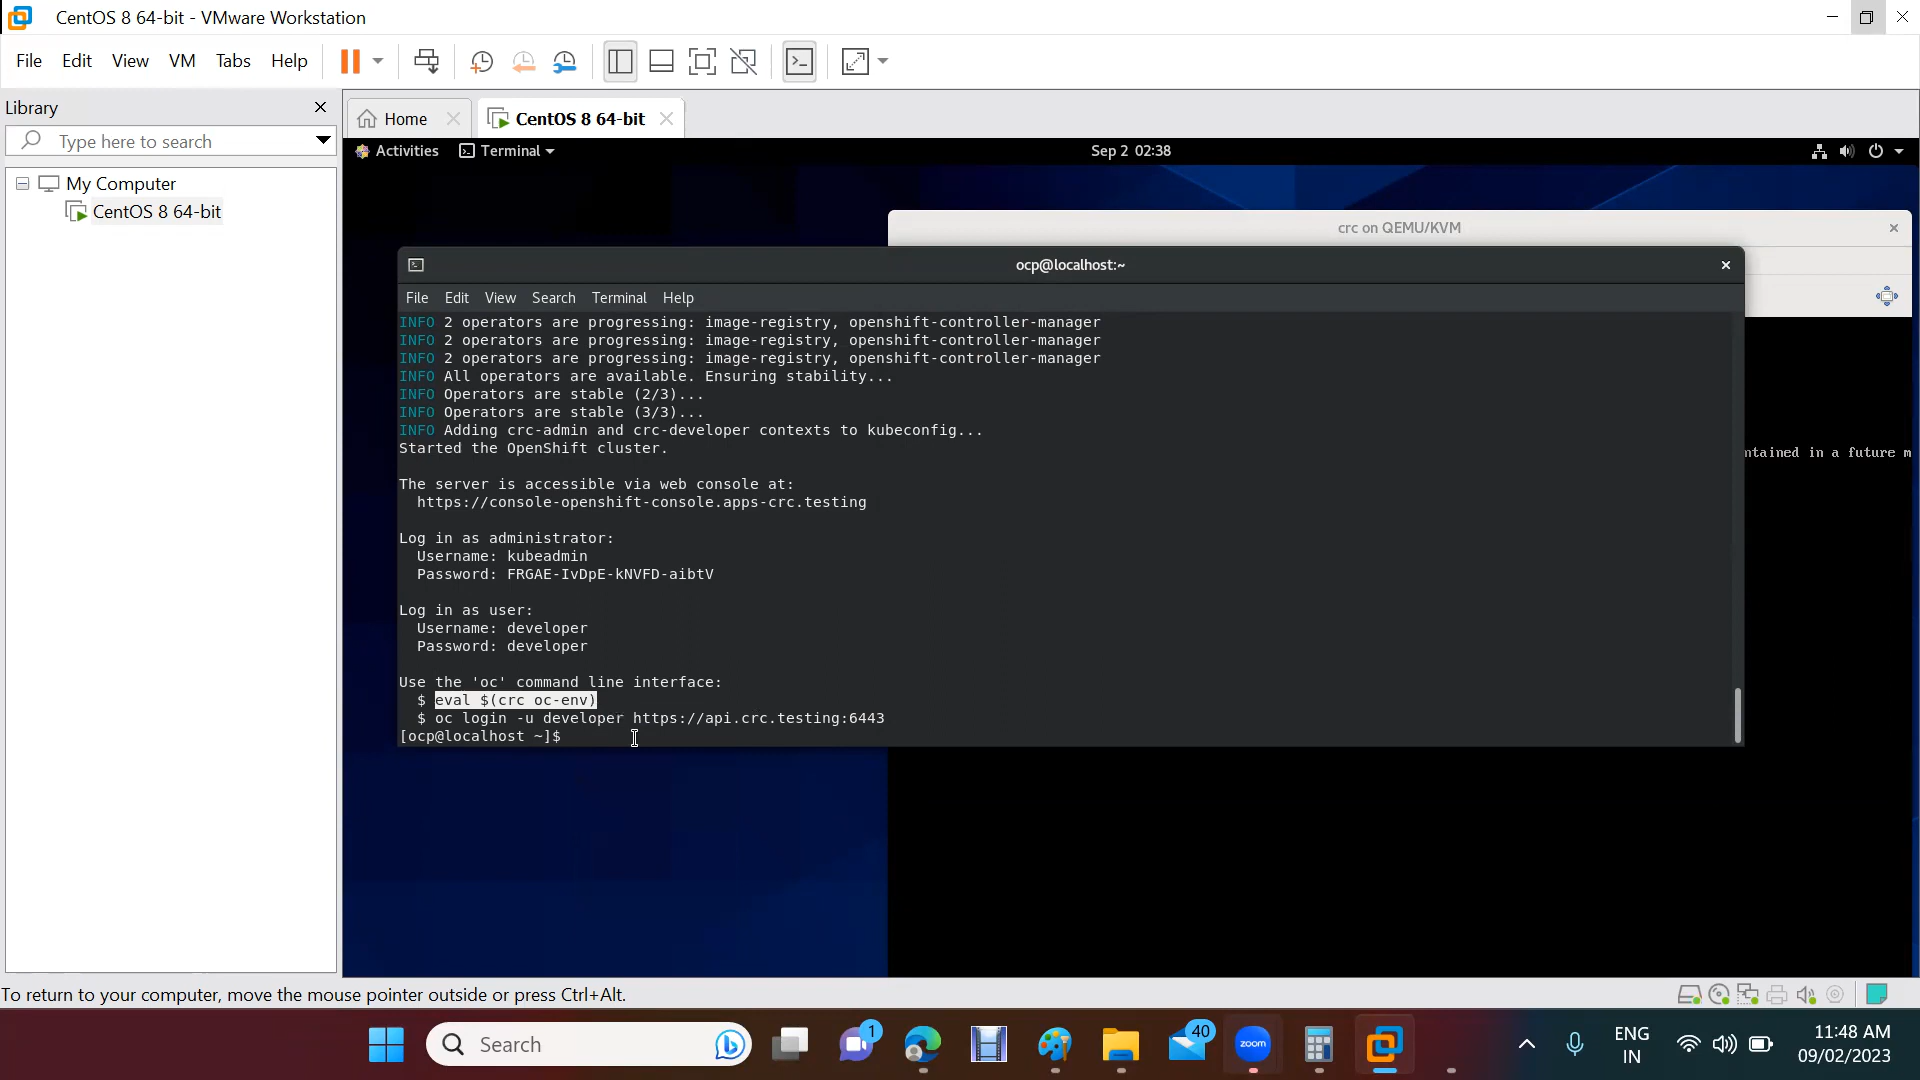 CentOS 8 64-bit - VMware Workstation
File Edit View VM Tabs Help
Library
Type here to search
My Computer
CentOS 8 64-bit
Home
CentOS 8 64-bit
Activities Terminal Sep 2 02:38
crc on QEMU/KVM
ocp@localhost:~
File Edit View Search Terminal Help
INFO 2 operators are progressing: image-registry, openshift-controller-manager
INFO 2 operators are progressing: image-registry, openshift-controller-manager
INFO 2 operators are progressing: image-registry, openshift-controller-manager
INFO All operators are available. Ensuring stability...
INFO Operators are stable (2/3)...
INFO Operators are stable (3/3)...
INFO Adding crc-admin and crc-developer contexts to kubeconfig...
Started the OpenShift cluster.
ntained in a future m
The server is accessible via web console at:
https://console-openshift-console.apps-crc.testing
Log in as administrator:
Username: kubeadmin
Password: FRGAE-IvDpE-kNVFD-aibtV
Log in as user:
Username: developer
Password: developer
Use the 'oc' command line interface:
$ eval $(crc oc-env)
$ oc login -u developer https://api.crc.testing:6443
[ocp@localhost ~]$
To return to your computer, move the mouse pointer outside or press Ctrl+Alt.
Search
1
40
zoom
ENG
IN
11:48 AM
09/02/2023